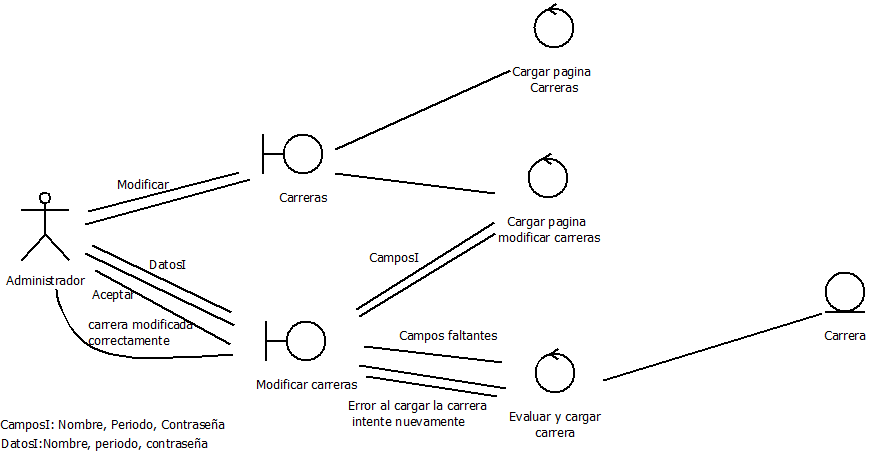 Cargar pagina
Carreras
Modificar
Carreras
Cargar pagina
modificar carreras
Administrador
DatosI
CamposI
Aceptar
carrera modificada
correctamente
Campos faltantes
Carrera
Modificar carreras
Error al cargar la carrera
intente nuevamente
Evaluar y cargar
carrera
CamposI: Nombre, Periodo, Contraseña
DatosI:Nombre, periodo, contraseña